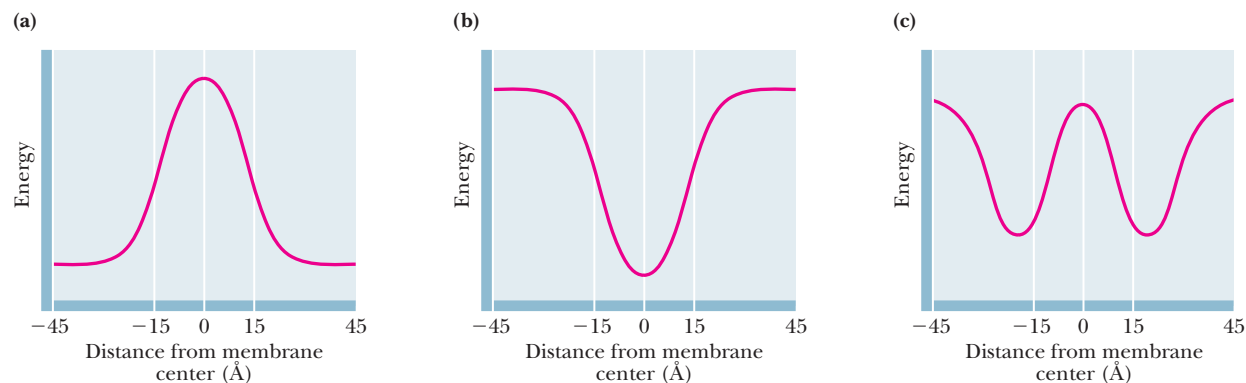 (a)
Energy
−45 −15 0 15 45
Distance from membrane
center (Å)
(b)
Energy
−45 −15 0 15 45
Distance from membrane
center (Å)
(c)
Energy
−45 −15 0 15 45
Distance from membrane
center (Å)